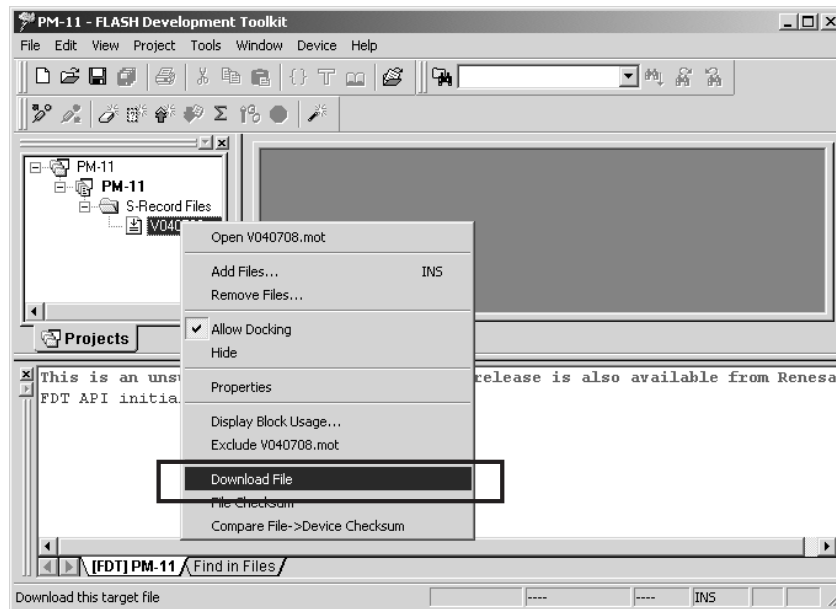 PM-11 - FLASH Development Toolkit
File Edit View Project Tools Window Device Help
PM-11
PM-11
S-Record Files
Open V040708.mot
Add Files... INS
Remove Files...
Allow Docking
Hide
Properties
Display Block Usage...
Exclude V040708.mot
Download File
File Checksum
Compare File->Device Checksum
Projects
This is an release is also available from
FDT API
[FDT] PM-11 Find in Files
Download this target file ---- ---- INS